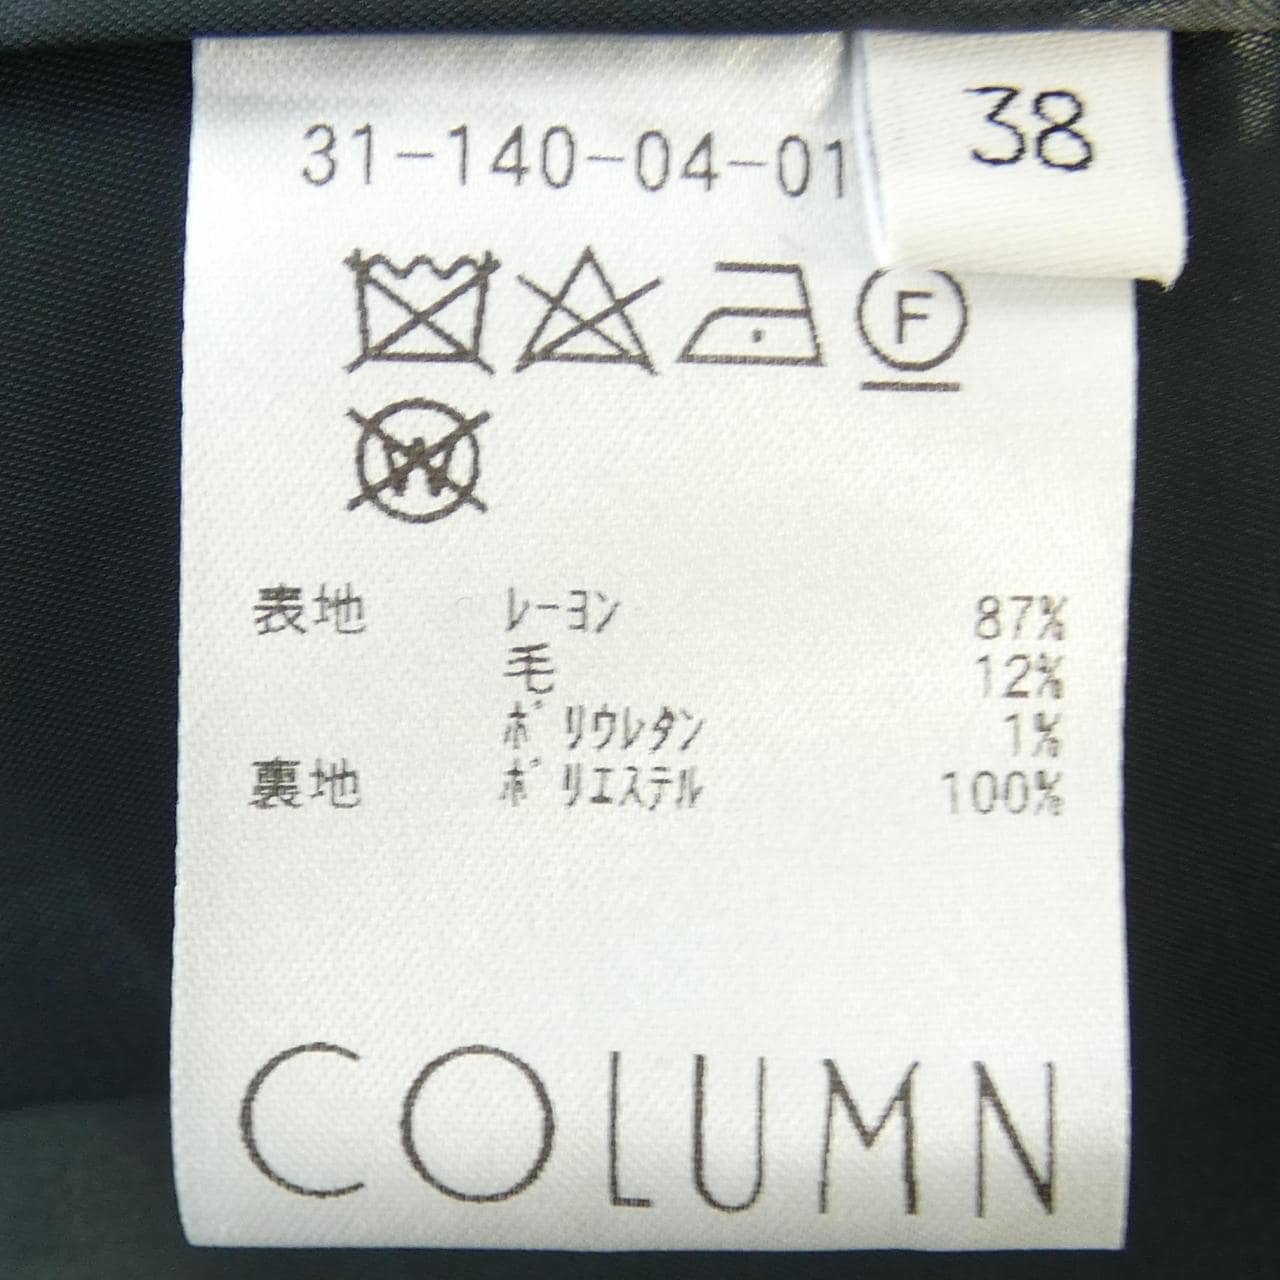 38
31-140-04-01
F
W
表地 レーヨン 87%
毛 12%
ポリウレタン 1%
裏地 ポリエステル 100%
COLUMN